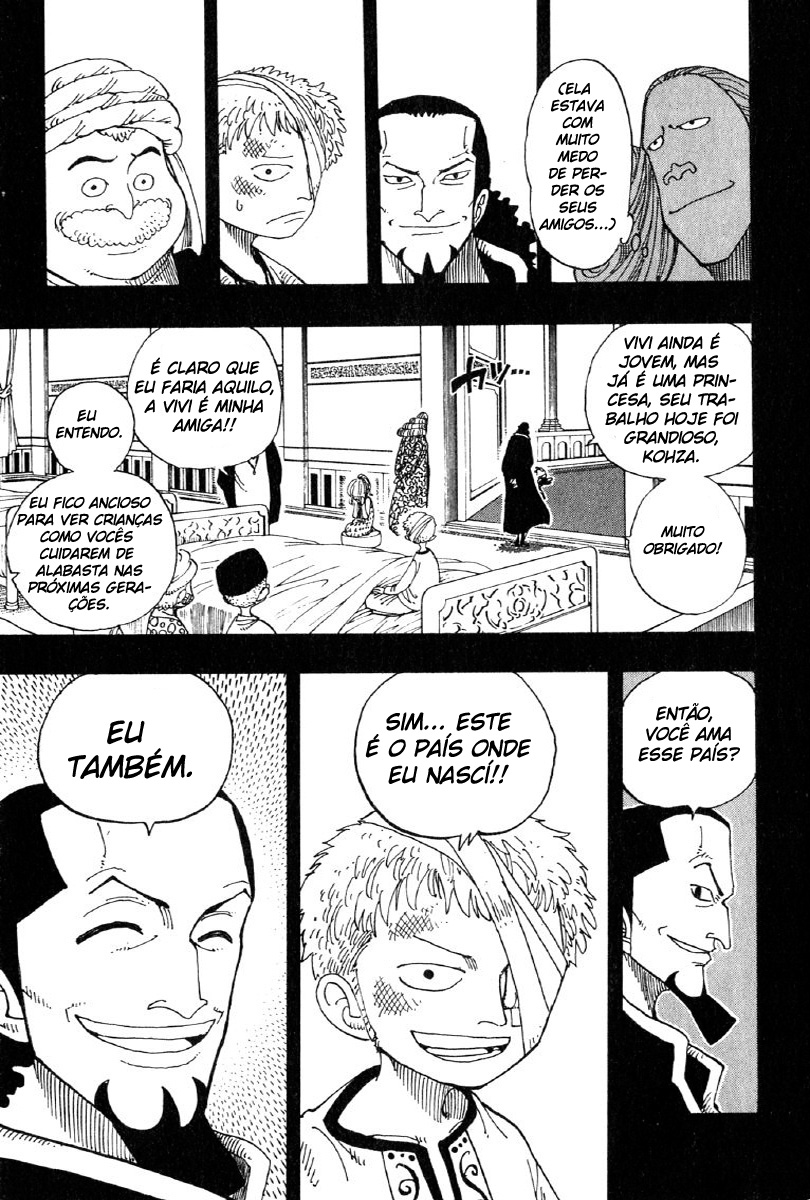 (ELA
ESTAVA
COM
MUITO
MEDO
DE PER-
DER OS
SEUS
AMIGOS...)
VIVI AINDA É
JOVEM, MAS
JÁ É UMA PRIN-
CESA, SEU TRA-
BALHO HOJE FOI
GRANDIOSO,
KOHZA.
MUITO
OBRIGADO!
カツ…
É CLARO QUE
EU FARIA AQUILO,
A VIVI É MINHA
AMIGA!!
EU
ENTENDO.
EU FICO ANCIOSO
PARA VER CRIANÇAS
COMO VOCÊS
CUIDAREM DE
ALABASTA NAS
PRÓXIMAS GERA-
ÇÕES.
ENTÃO,
VOCÊ AMA
ESSE PAÍS?
SIM... ESTE
É O PAÍS ONDE
EU NASCÍ!!
EU
TAMBÉM.